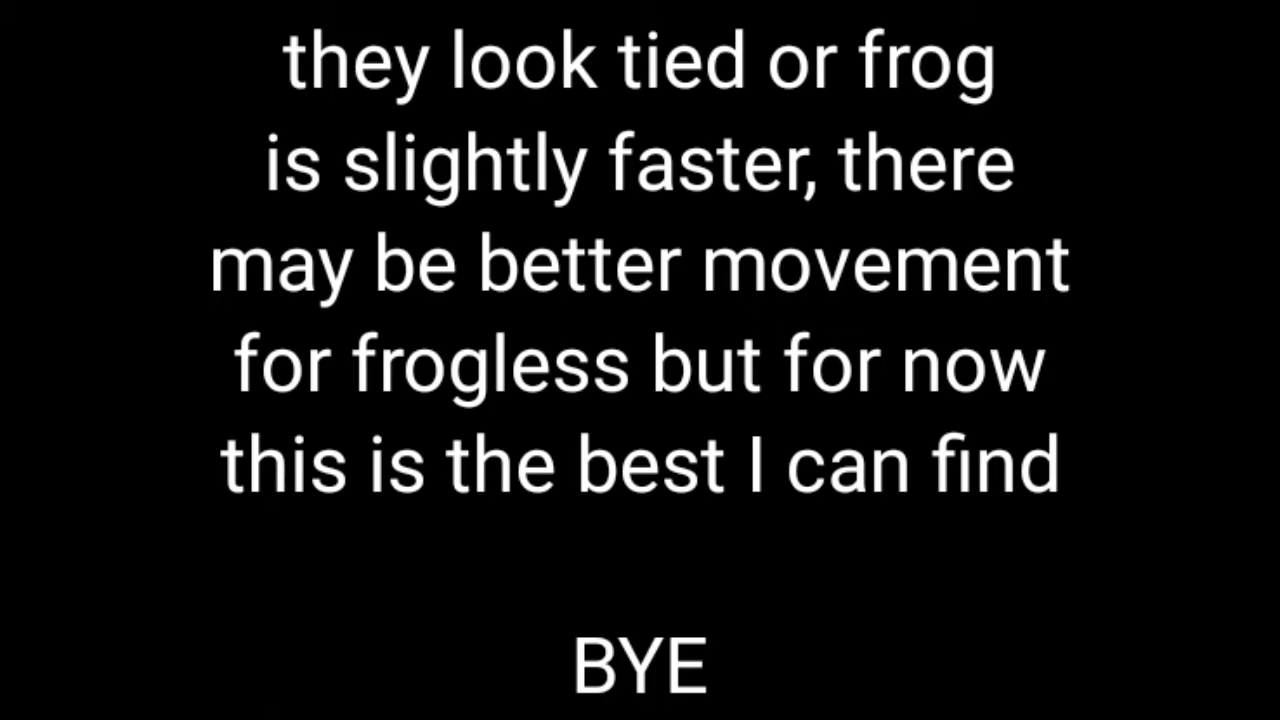 they look tied or frog
is slightly faster, there
may be better movement
for frogless but for now
this is the best I can find
BYE